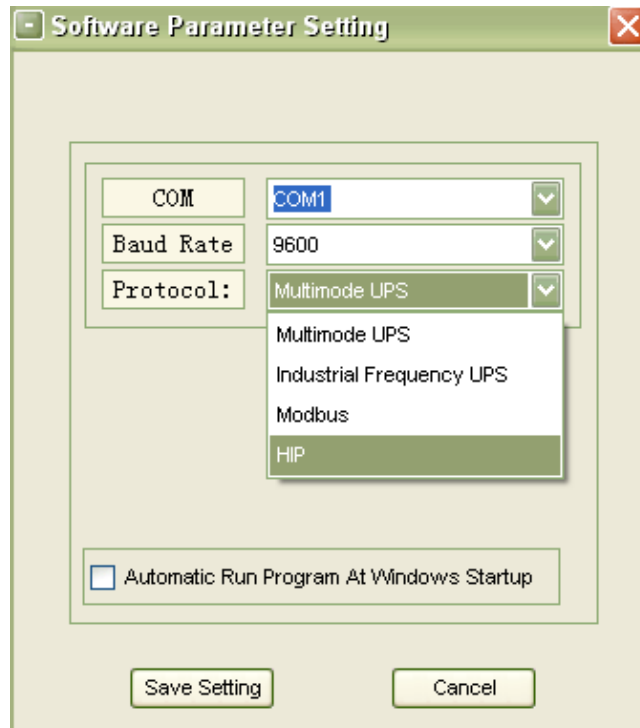 Software Parameter Setting
COM COM1
Baud Rate 9600
Protocol: Multimode UPS
Multimode UPS
Industrial Frequency UPS
Modbus
HIP
Automatic Run Program At Windows Startup
Save Setting Cancel